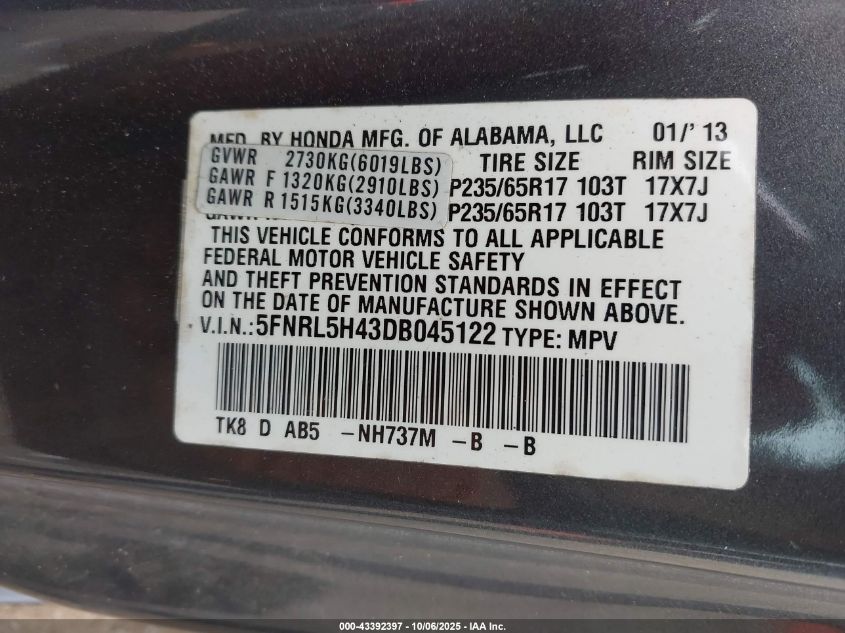 MFD. BY HONDA MFG. OF ALABAMA, LLC 01/'13
GVWR 2730KG(6019LBS) TIRE SIZE RIM SIZE
GAWR F 1320KG(2910LBS) P235/65R17 103T 17X7J
GAWR R 1515KG(3340LBS) P235/65R17 103T 17X7J
THIS VEHICLE CONFORMS TO ALL APPLICABLE
FEDERAL MOTOR VEHICLE SAFETY
AND THEFT PREVENTION STANDARDS IN EFFECT
ON THE DATE OF MANUFACTURE SHOWN ABOVE.
V.I.N.:5FNRL5H43DB045122 TYPE: MPV
TK8 D AB5 -NH737M -B -B
000-43392397 - 10/06/2025 - IAA Inc.